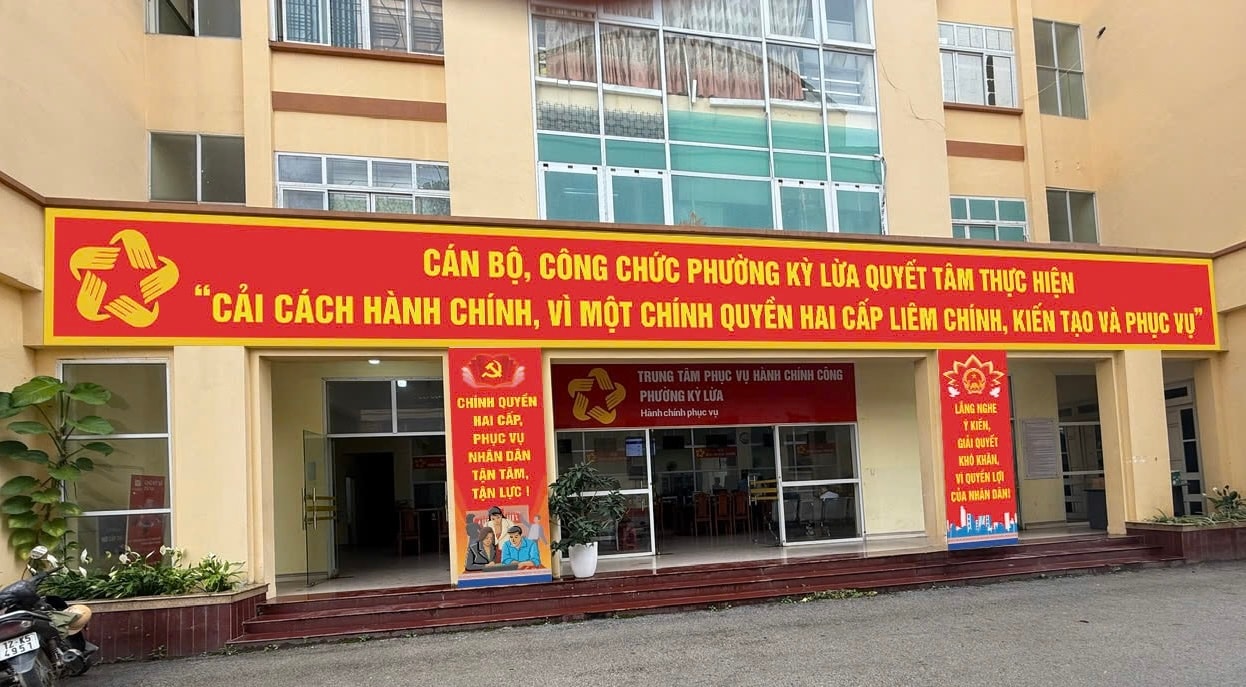 CÁN BỘ, CÔNG CHỨC PHƯỜNG KỲ LỪA QUYẾT TÂM THỰC HIỆN
“CẢI CÁCH HÀNH CHÍNH, VÌ MỘT CHÍNH QUYỀN HAI CẤP LIÊM CHÍNH, KIẾN TẠO VÀ PHỤC VỤ”
CHÍNH QUYỀN
HAI CẤP,
PHỤC VỤ
NHÂN DÂN
TẬN TÂM,
TẬN LỰC !
TRUNG TÂM PHỤC VỤ HÀNH CHÍNH CÔNG
PHƯỜNG KỲ LỪA
Hành chính phục vụ
LẮNG NGHE
Ý KIẾN,
GIẢI QUYẾT
KHÓ KHĂN,
VÌ QUYỀN LỢI
CỦA NHÂN DÂN!
12-K5
4951